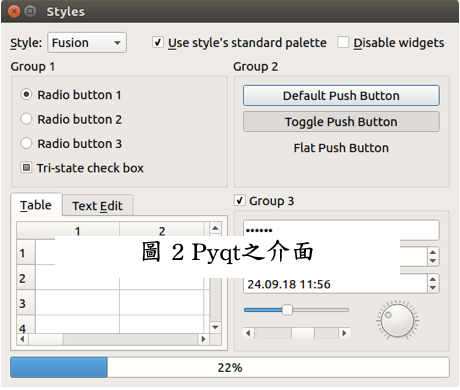 Styles
Style: Fusion Use style's standard palette Disable widgets
Group 1
Radio button 1
Radio button 2
Radio button 3
Tri-state check box
Group 2
Default Push Button
Toggle Push Button
Flat Push Button
Table Text Edit
1 2
1
2
3
4
Group 3
••••••
圖 2 Pyqt之介面
24.09.18 11:56
22%